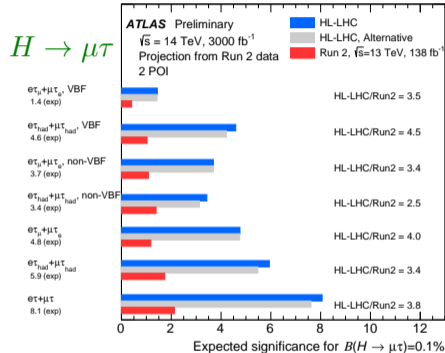 H → μτ
ATLAS Preliminary
√s = 14 TeV, 3000 fb⁻¹
Projection from Run 2 data
2 POI
HL-LHC
HL-LHC, Alternative
Run 2, √s=13 TeV, 138 fb⁻¹
eτμ+μτe, VBF
1.4 (exp)
HL-LHC/Run2 = 3.5
eτhad+μτhad, VBF
4.6 (exp)
HL-LHC/Run2 = 4.5
eτμ+μτe, non-VBF
3.7 (exp)
HL-LHC/Run2 = 3.4
eτhad+μτhad, non-VBF
3.4 (exp)
HL-LHC/Run2 = 2.5
eτμ+μτe
4.8 (exp)
HL-LHC/Run2 = 4.0
eτhad+μτhad
5.9 (exp)
HL-LHC/Run2 = 3.4
eτ+μτ
8.1 (exp)
HL-LHC/Run2 = 3.8
0 2 4 6 8 10 12
Expected significance for B(H → μτ)=0.1%